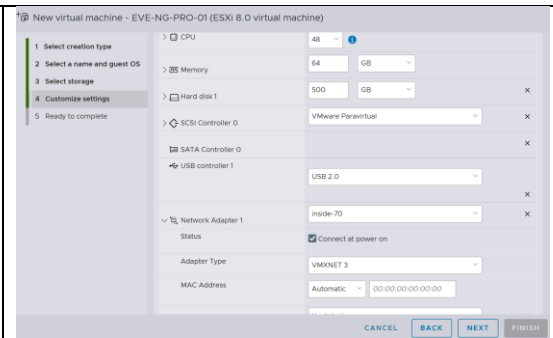 New virtual machine - EVE-NG-PRO-01 (ESXi 8.0 virtual machine)
1 Select creation type
2 Select a name and guest OS
3 Select storage
4 Customize settings
5 Ready to complete
CPU 48
Memory 64 GB
Hard disk 1 500 GB
SCSI Controller 0 VMware Paravirtual
SATA Controller 0
USB controller 1
USB 2.0
Network Adapter 1 inside-70
Status Connect at power on
Adapter Type VMXNET 3
MAC Address Automatic 00:00:00:00:00:00
CANCEL BACK NEXT FINISH